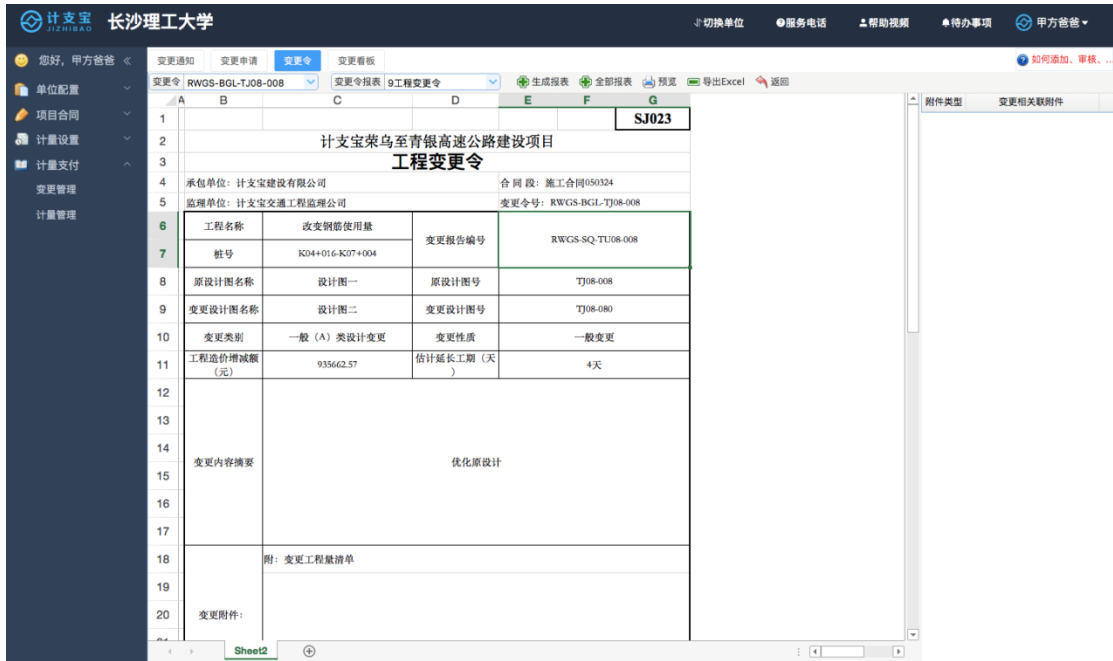 计支宝 JIZHIBAO 长沙理工大学 切换单位 服务电话 帮助视频 待办事项 甲方爸爸
您好，甲方爸爸 变更通知 变更申请 变更令 变更看板 如何添加、审核、...
变更令 RWGS-BGL-TJ08-008 变更令报表 9工程变更令 生成报表 全部报表 预览 导出Excel 返回
单位配置
项目合同
计量设置
计量支付
变更管理
计量管理
A B C D E F G 附件类型 变更相关联附件
1 SJ023
2 计支宝荣乌至青银高速公路建设项目
3 工程变更令
4 承包单位：计支宝建设有限公司 合 同 段：施工合同050324
5 监理单位：计支宝交通工程监理公司 变更令号：RWGS-BGL-TJ08-008
6 工程名称 改变钢筋使用量 变更报告编号 RWGS-SQ-TU08-008
7 桩号 K04+016-K07+004
8 原设计图名称 设计图一 原设计图号 TJ08-008
9 变更设计图名称 设计图二 变更设计图号 TJ08-080
10 变更类别 一般（A）类设计变更 变更性质 一般变更
11 工程造价增减额（元） 935662.57 估计延长工期（天） 4天
12
13
14 变更内容摘要 优化原设计
15
16
17
18 附：变更工程量清单
19
20 变更附件：
Sheet2